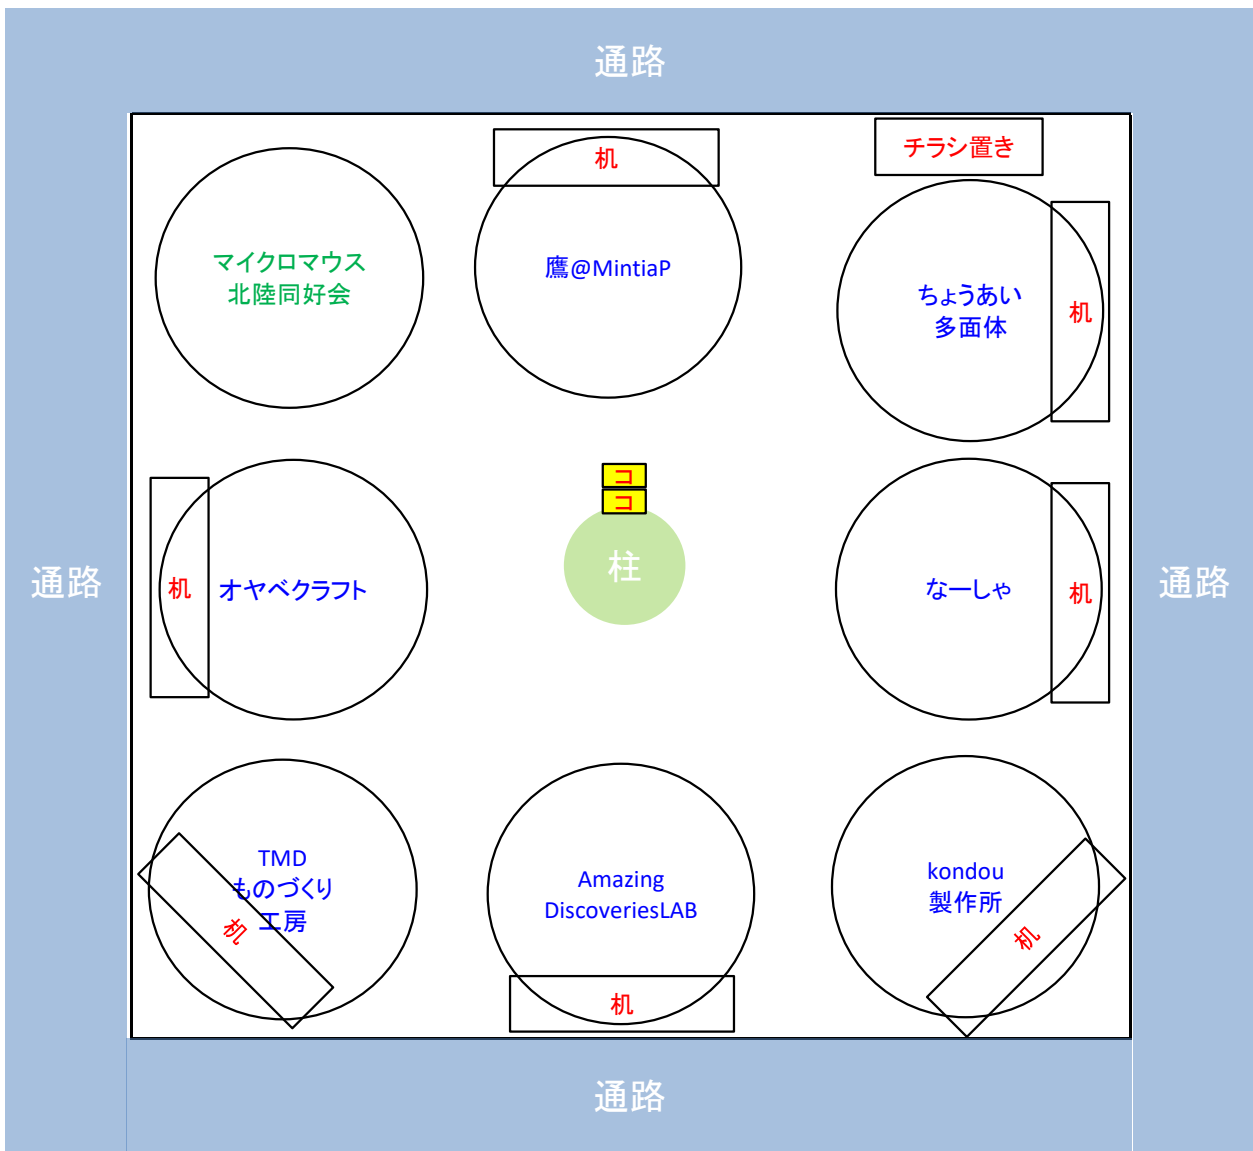 通路
机
チラシ置き
マイクロマウス
北陸同好会
鷹@MintiaP
ちょうあい
多面体
机
コ
コ
柱
通路
机
オヤベクラフト
なーしゃ
机
通路
TMD
ものづくり
工房
机
Amazing
DiscoveriesLAB
机
kondou
製作所
机
通路